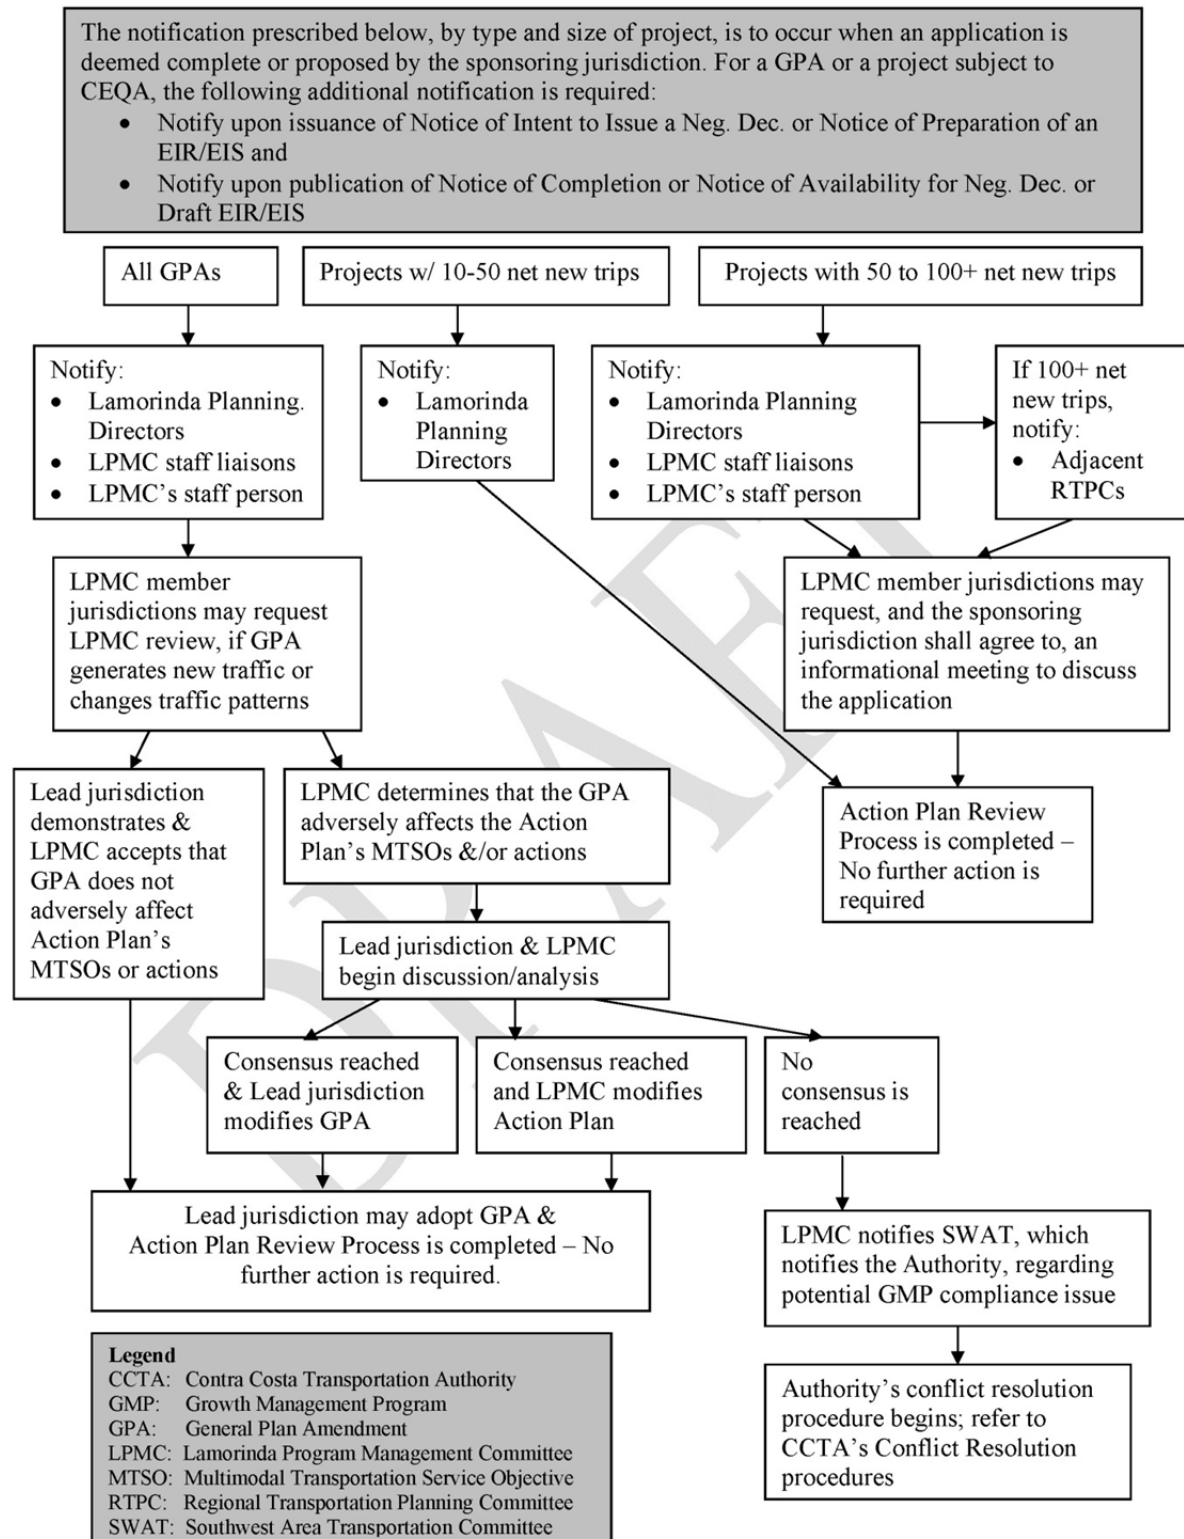 The notification prescribed below, by type and size of project, is to occur when an application is
deemed complete or proposed by the sponsoring jurisdiction. For a GPA or a project subject to
CEQA, the following additional notification is required:
• Notify upon issuance of Notice of Intent to Issue a Neg. Dec. or Notice of Preparation of an
EIR/EIS and
• Notify upon publication of Notice of Completion or Notice of Availability for Neg. Dec. or
Draft EIR/EIS
All GPAs
Projects w/ 10-50 net new trips
Projects with 50 to 100+ net new trips
Notify:
• Lamorinda Planning.
Directors
• LPMC staff liaisons
• LPMC's staff person
Notify:
• Lamorinda
Planning
Directors
Notify:
• Lamorinda Planning
Directors
• LPMC staff liaisons
• LPMC's staff person
If 100+ net
new trips,
notify:
• Adjacent
RTPCs
LPMC member
jurisdictions may request
LPMC review, if GPA
generates new traffic or
changes traffic patterns
LPMC member jurisdictions may
request, and the sponsoring
jurisdiction shall agree to, an
informational meeting to discuss
the application
Lead jurisdiction
demonstrates &
LPMC accepts that
GPA does not
adversely affect
Action Plan's
MTSOs or actions
LPMC determines that the GPA
adversely affects the Action
Plan's MTSOs &/or actions
Action Plan Review
Process is completed –
No further action is
required
Lead jurisdiction & LPMC
begin discussion/analysis
Consensus reached
& Lead jurisdiction
modifies GPA
Consensus reached
and LPMC modifies
Action Plan
No
consensus is
reached
Lead jurisdiction may adopt GPA &
Action Plan Review Process is completed – No
further action is required.
LPMC notifies SWAT, which
notifies the Authority, regarding
potential GMP compliance issue
Authority's conflict resolution
procedure begins; refer to
CCTA's Conflict Resolution
procedures
Legend
CCTA: Contra Costa Transportation Authority
GMP: Growth Management Program
GPA: General Plan Amendment
LPMC: Lamorinda Program Management Committee
MTSO: Multimodal Transportation Service Objective
RTPC: Regional Transportation Planning Committee
SWAT: Southwest Area Transportation Committee
DRAFT